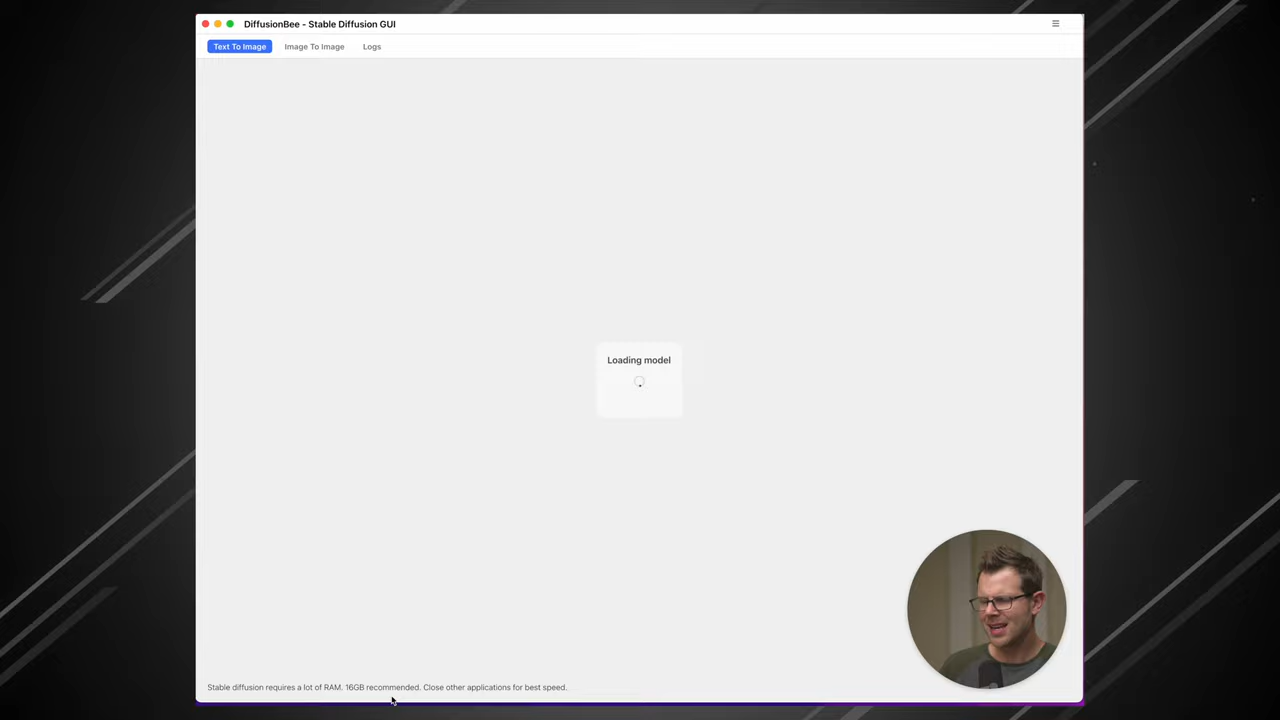 DiffusionBee - Stable Diffusion GUI
Text To Image Image To Image Logs
Loading model
Stable diffusion requires a lot of RAM. 16GB recommended. Close other applications for best speed.